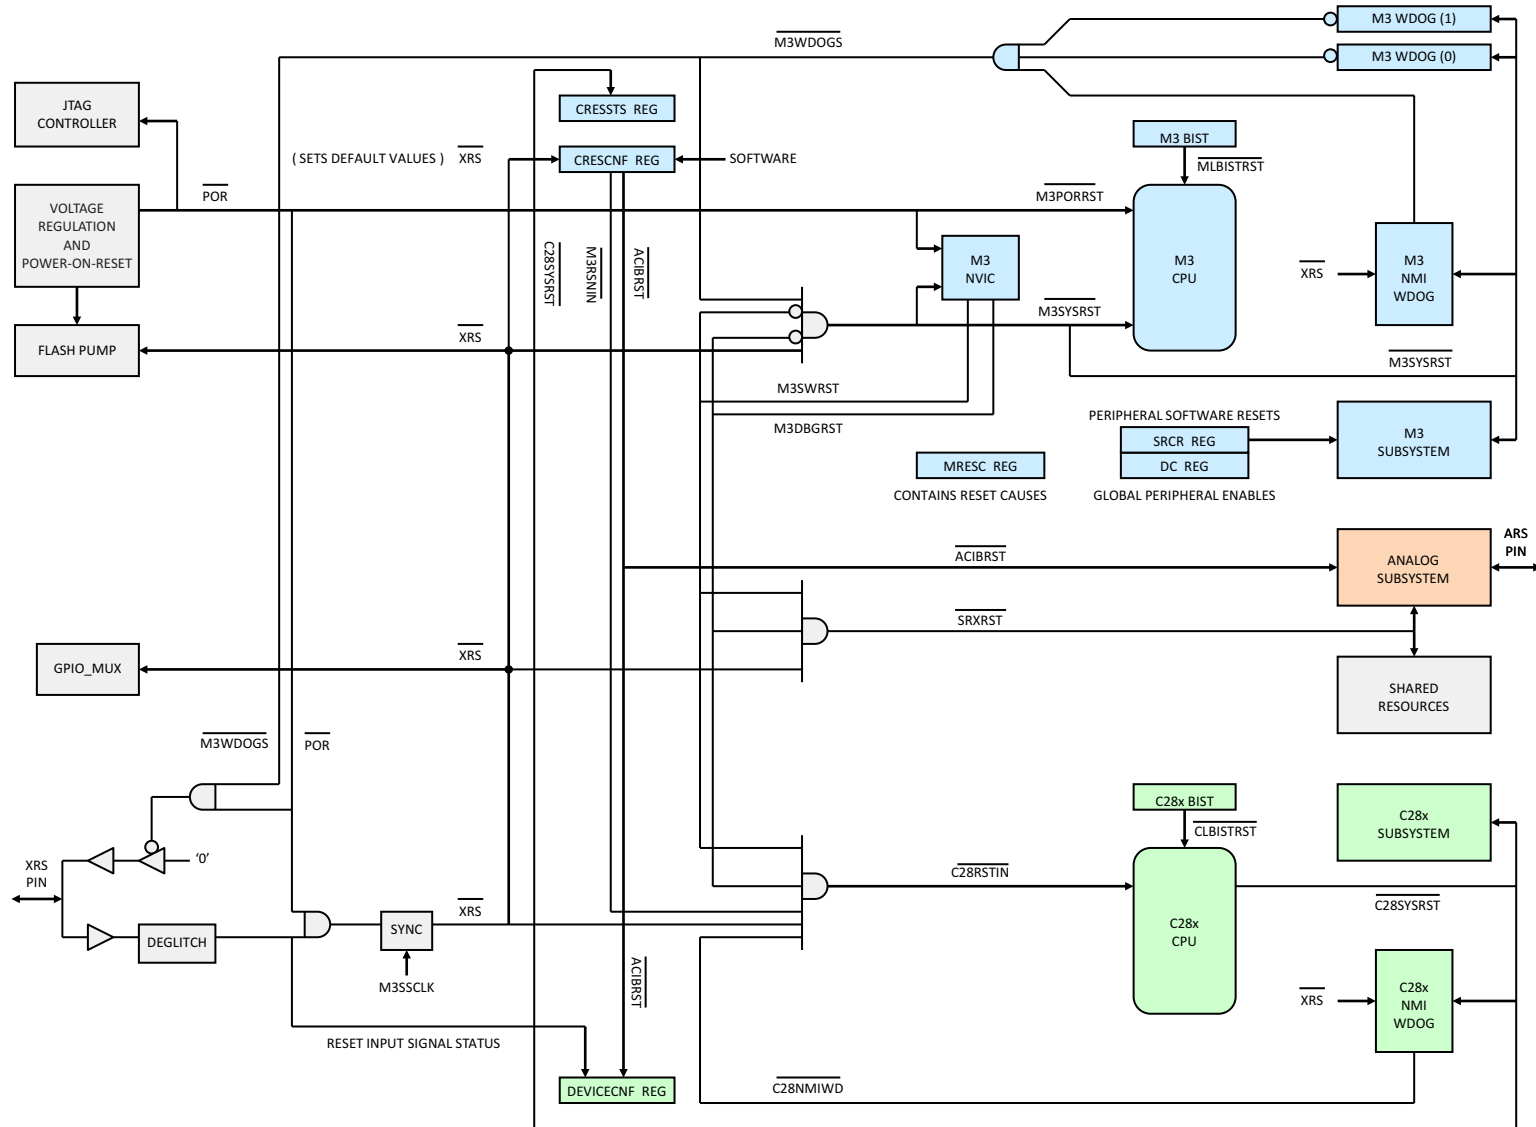 M3 WDOG (1)
M3WDOGS
M3 WDOG (0)
JTAG
CONTROLLER
CRESSTS REG
M3 BIST
( SETS DEFAULT VALUES )
XRS
CRESCNF REG
SOFTWARE
MLBISTRST
POR
M3PORRST
VOLTAGE
REGULATION
AND
POWER-ON-RESET
C28SYSRST
M3RSNIN
ACIBRST
M3
NVIC
M3
CPU
XRS
M3
NMI
WDOG
M3SYSRST
FLASH PUMP
XRS
M3SYSRST
M3SWRST
M3DBGRST
PERIPHERAL SOFTWARE RESETS
SRCR REG
DC REG
GLOBAL PERIPHERAL ENABLES
M3
SUBSYSTEM
MRESC REG
CONTAINS RESET CAUSES
ACIBRST
ANALOG
SUBSYSTEM
ARS
PIN
SRXRST
GPIO_MUX
XRS
SHARED
RESOURCES
M3WDOGS
POR
C28x BIST
CLBISTRST
C28x
SUBSYSTEM
XRS
PIN
‘0’
C28RSTIN
C28SYSRST
DEGLITCH
SYNC
XRS
C28x
CPU
M3SSCLK
ACIBRST
XRS
C28x
NMI
WDOG
RESET INPUT SIGNAL STATUS
DEVICECNF REG
C28NMIWD